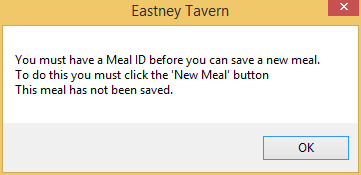 Eastney Tavern
You must have a Meal ID before you can save a new meal.
To do this you must click the 'New Meal' button
This meal has not been saved.
OK